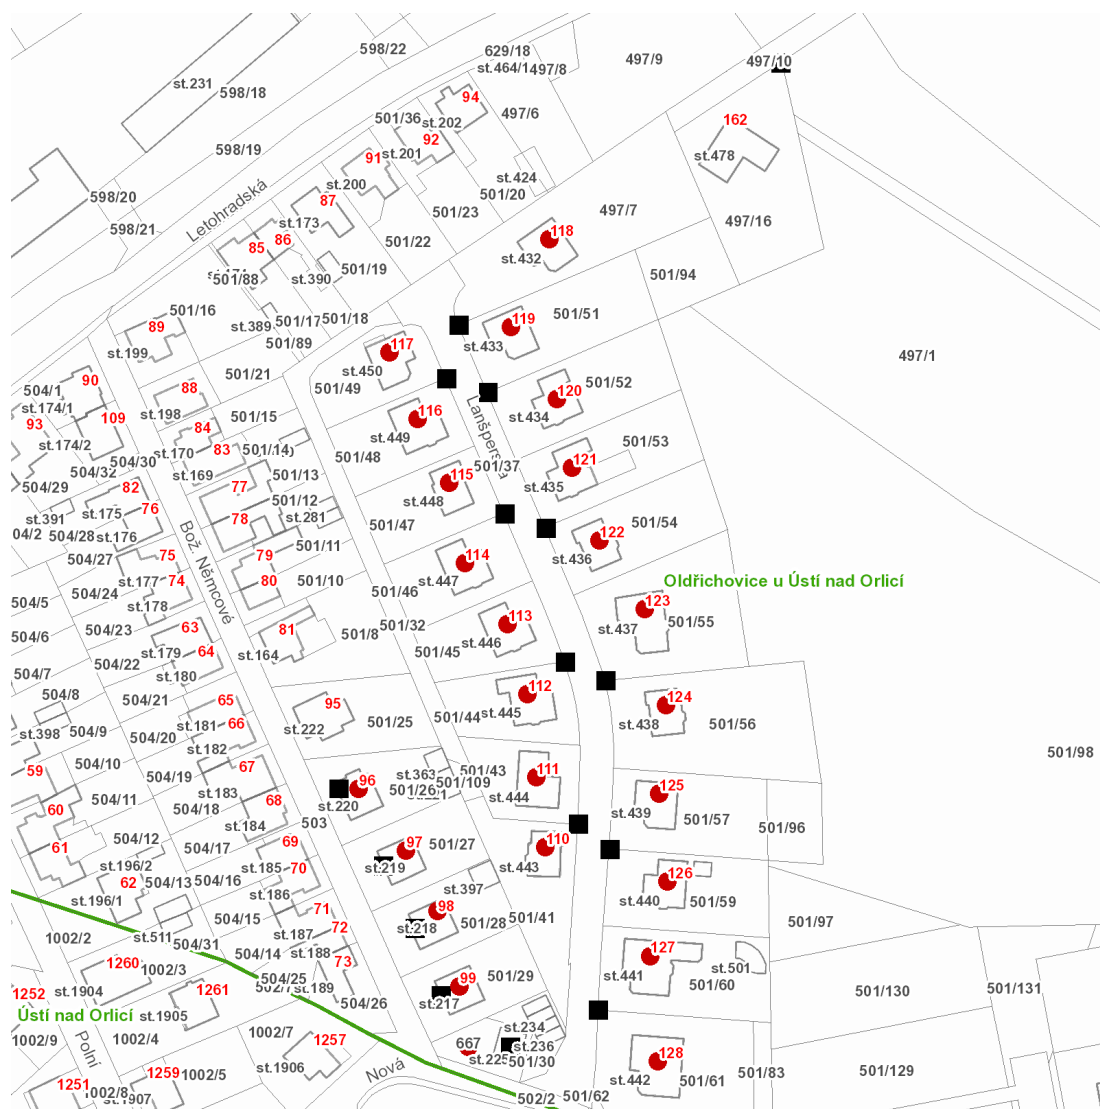 598/22
629/18
st.464/1
497/8
497/9
497/10
st.231
598/18
94
501/36
st.202
497/6
162
92
598/19
91
st.201
st.478
st.200
st.424
598/20
Letohradská
87
501/20
501/23
497/7
497/16
598/21
st.173
118
85
86
501/22
st.432
501/88
st.390
501/19
501/94
501/16
st.389
501/17
501/18
119
501/51
89
501/89
117
st.433
497/1
st.199
st.450
90
501/21
501/49
504/1
88
120
501/52
st.174/1
109
st.198
501/15
116
Lanšperská
st.434
93
84
st.449
st.174/2
st.170
83
501/14
501/53
504/32
504/30
st.169
501/13
501/48
501/37
121
504/29
82
77
115
st.435
st.391
st.175
76
501/12
st.448
78
st.281
501/47
501/54
504/28
st.176
Bož. Němcové
122
504/27
75
79
501/11
114
st.436
st.177
74
80
501/10
st.447
Oldřichovice u Ústí nad Orlicí
504/24
501/46
504/5
st.178
123
504/23
63
81
501/8
501/32
113
st.437
501/55
504/6
st.179
64
st.164
st.446
504/22
st.180
501/45
504/7
504/8
504/21
65
95
112
124
st.181
66
st.222
501/25
501/44
st.445
st.438
501/56
st.398
504/9
504/20
st.182
501/98
59
504/10
504/19
67
st.363
501/43
111
st.183
96
501/26
501/109
125
60
504/11
504/18
68
st.220
st.444
st.439
501/57
501/96
st.184
503
61
504/12
504/17
69
97
501/27
110
st.196/2
st.185
70
st.219
st.443
62
504/13
504/16
st.397
126
st.196/1
st.186
98
st.440
501/59
504/15
71
st.218
501/28
501/41
501/97
1002/2
st.511
504/31
st.187
72
504/14
st.188
127
1260
73
99
501/29
st.441
st.501
1002/3
504/25
501/60
501/130
501/131
1252
st.1904
1261
st.189
504/26
st.217
Ústí nad Orlicí
st.1905
st.234
1002/9
Polní
1002/4
1002/7
1257
667
st.236
128
st.225
501/30
st.1906
Nová
st.442
501/61
501/83
501/129
1251
1259
1002/5
1002/8
502/2
501/62